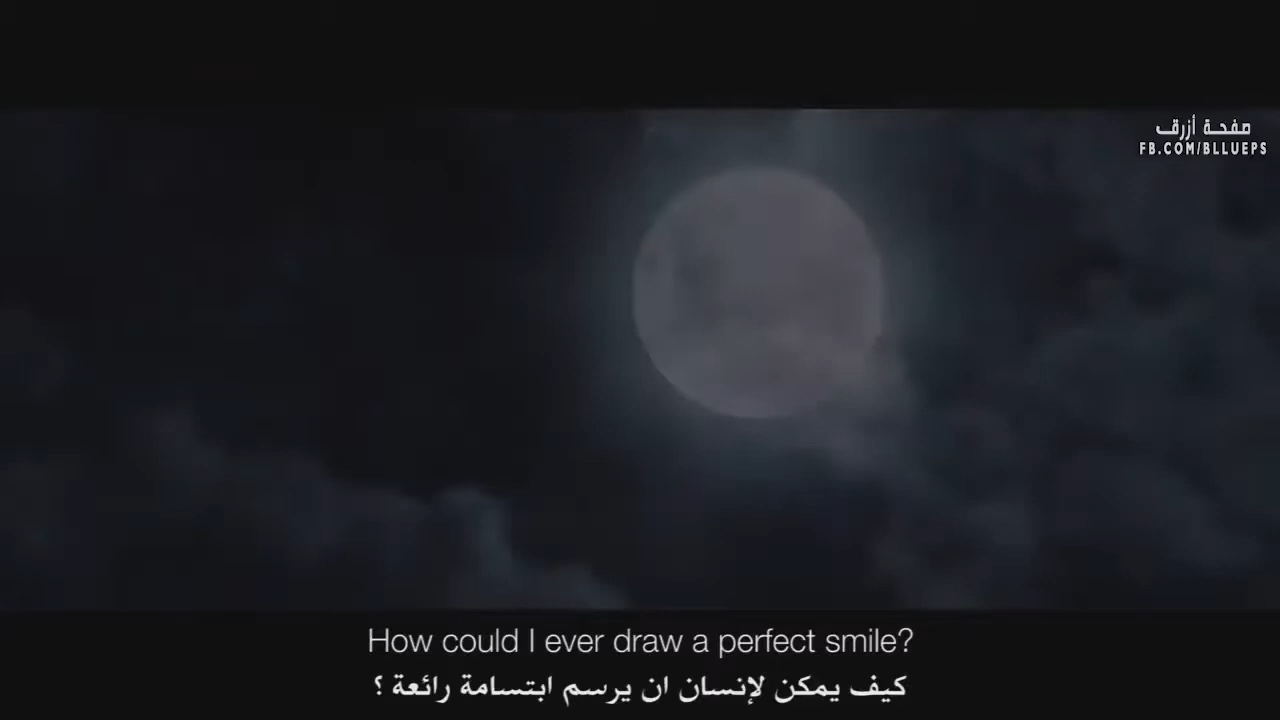 صفحة أزرق
FB.COM/BLLUEPS
How could I ever draw a perfect smile?
كيف يمكن لإنسان ان يرسم ابتسامة رائعة ؟